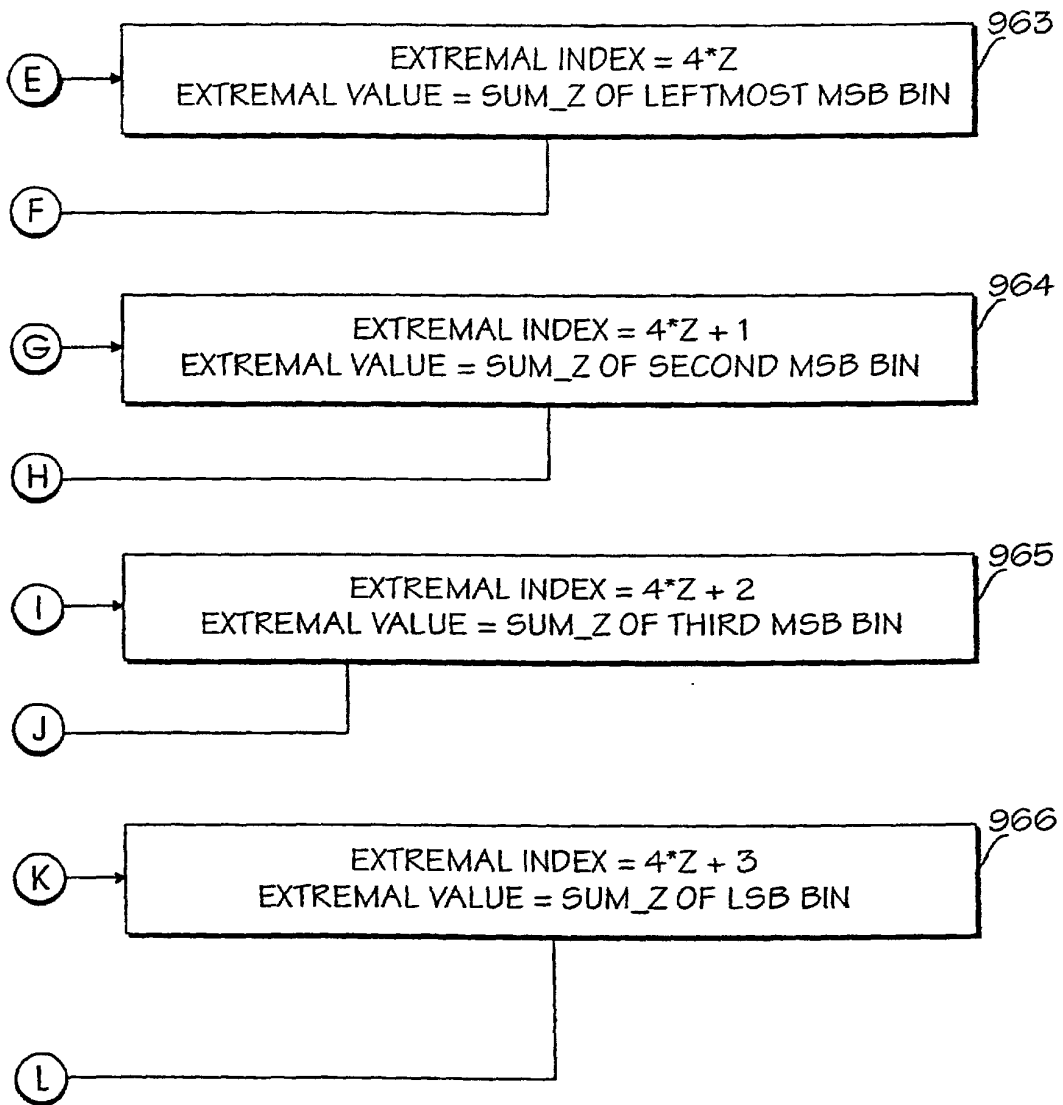 963
E
EXTREMAL INDEX = 4*Z
EXTREMAL VALUE = SUM_Z OF LEFTMOST MSB BIN
F
964
G
EXTREMAL INDEX = 4*Z + 1
EXTREMAL VALUE = SUM_Z OF SECOND MSB BIN
H
965
I
EXTREMAL INDEX = 4*Z + 2
EXTREMAL VALUE = SUM_Z OF THIRD MSB BIN
J
966
K
EXTREMAL INDEX = 4*Z + 3
EXTREMAL VALUE = SUM_Z OF LSB BIN
L